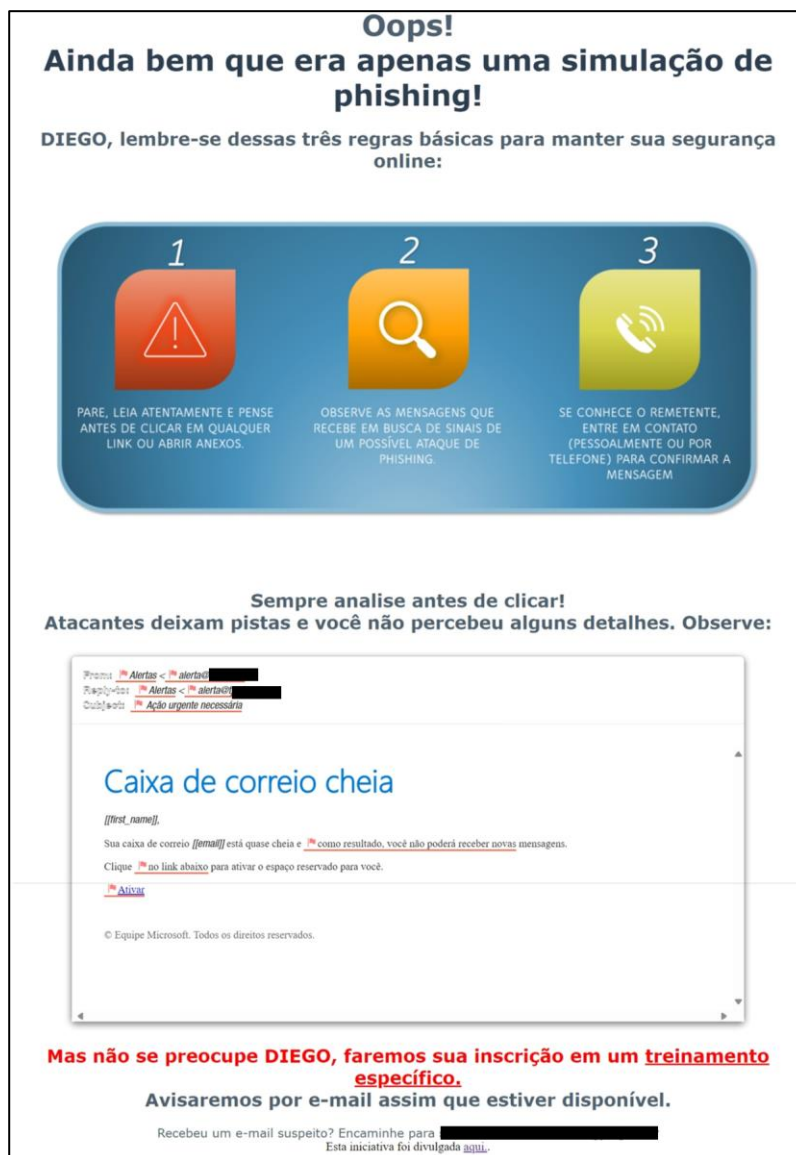 Oops!
Ainda bem que era apenas uma simulação de
phishing!
DIEGO, lembre-se dessas três regras básicas para manter sua segurança
online:
1
PARE, LEIA ATENTAMENTE E PENSE
ANTES DE CLICAR EM QUALQUER
LINK OU ABRIR ANEXOS.
2
OBSERVE AS MENSAGENS QUE
RECEBE EM BUSCA DE SINAIS DE
UM POSSÍVEL ATAQUE DE
PHISHING.
3
SE CONHECE O REMETENTE,
ENTRE EM CONTATO
(PESSOALMENTE OU POR
TELEFONE) PARA CONFIRMAR A
MENSAGEM
Sempre analise antes de clicar!
Atacantes deixam pistas e você não percebeu alguns detalhes. Observe:
From: Alertas < alerta@
Reply-to: Alertas < alerta@
Subject: Ação urgente necessária
Caixa de correio cheia
[[first_name]],
Sua caixa de correio [[email]] está quase cheia e como resultado, você não poderá receber novas mensagens.
Clique no link abaixo para ativar o espaço reservado para você.
Ativar
© Equipe Microsoft. Todos os direitos reservados.
Mas não se preocupe DIEGO, faremos sua inscrição em um treinamento
específico.
Avisaremos por e-mail assim que estiver disponível.
Recebeu um e-mail suspeito? Encaminhe para
Esta iniciativa foi divulgada aqui..